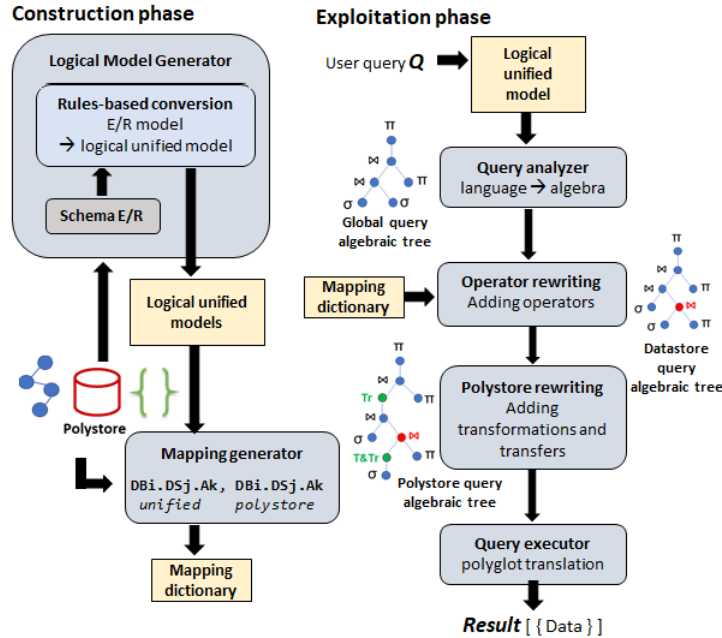 Construction phase
Logical Model Generator
Rules-based conversion
E/R model
→ logical unified model
Schema E/R
Logical unified
models
{ }
Polystore
Mapping generator
DBi.DSj.Ak, DBi.DSj.Ak
unified polystore
Mapping
dictionary
Exploitation phase
User query Q
Logical
unified
model
π
⋈
⋈ π
σ σ
Global query
algebraic tree
Query analyzer
language → algebra
Mapping
dictionary
Operator rewriting
Adding operators
π
⋈
σ ⋈
σ π
Datastore
query
algebraic tree
π
Tr π
⋈
σ ⋈
T&Tr π
σ
Polystore query
algebraic tree
Polystore rewriting
Adding
transformations and
transfers
Query executor
polyglot translation
Result [ { Data } ]